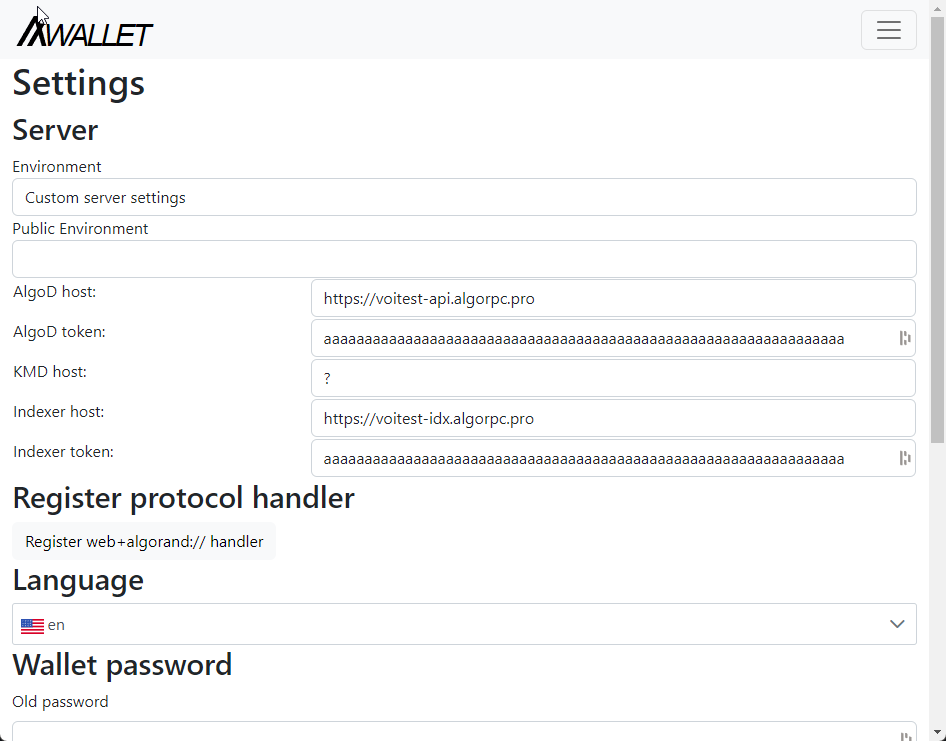 AWALLET
Settings
Server
Environment
Custom server settings
Public Environment
AlgoD host:
https://voitest-api.algorpc.pro
AlgoD token:
aaaaaaaaaaaaaaaaaaaaaaaaaaaaaaaaaaaaaaaaaaaaaaaaaaaaaaaaaaaaaaaa
KMD host:
?
Indexer host:
https://voitest-idx.algorpc.pro
Indexer token:
aaaaaaaaaaaaaaaaaaaaaaaaaaaaaaaaaaaaaaaaaaaaaaaaaaaaaaaaaaaaaaaa
Register protocol handler
Register web+algorand:// handler
Language
en
Wallet password
Old password